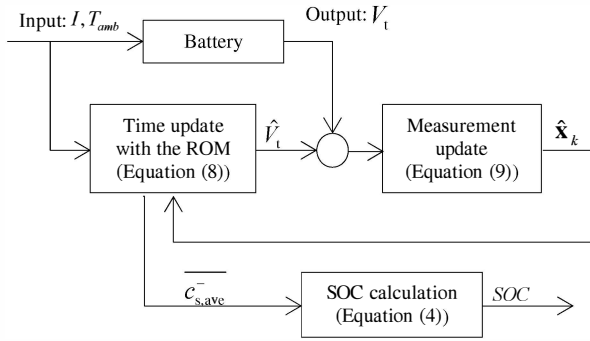 Input: I, T_amb
Output: V_t
Battery
Time update
with the ROM
(Equation (8))
V̂_t
Measurement
update
(Equation (9))
x̂_k
c̅⁻_s,ave
SOC calculation
(Equation (4))
SOC